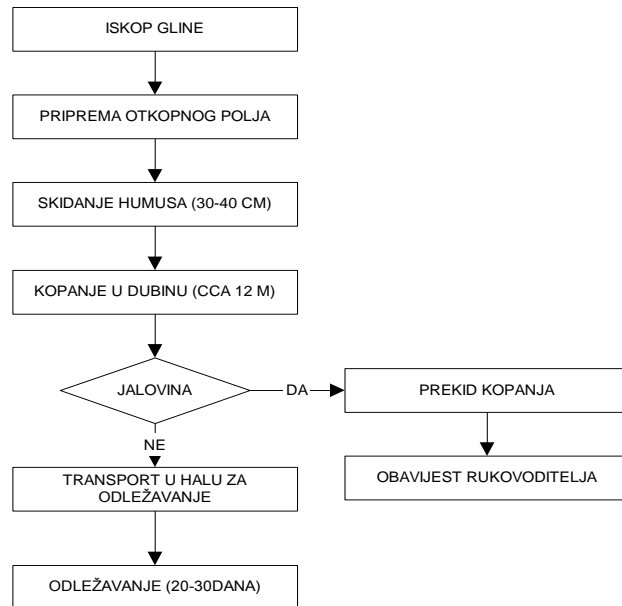 ISKOP GLINE
PRIPREMA OTKOPNOG POLJA
SKIDANJE HUMUSA (30-40 CM)
KOPANJE U DUBINU (CCA 12 M)
JALOVINA
DA
PREKID KOPANJA
OBAVIJEST RUKOVODITELJA
NE
TRANSPORT U HALU ZA
ODLEŽAVANJE
ODLEŽAVANJE (20-30DANA)